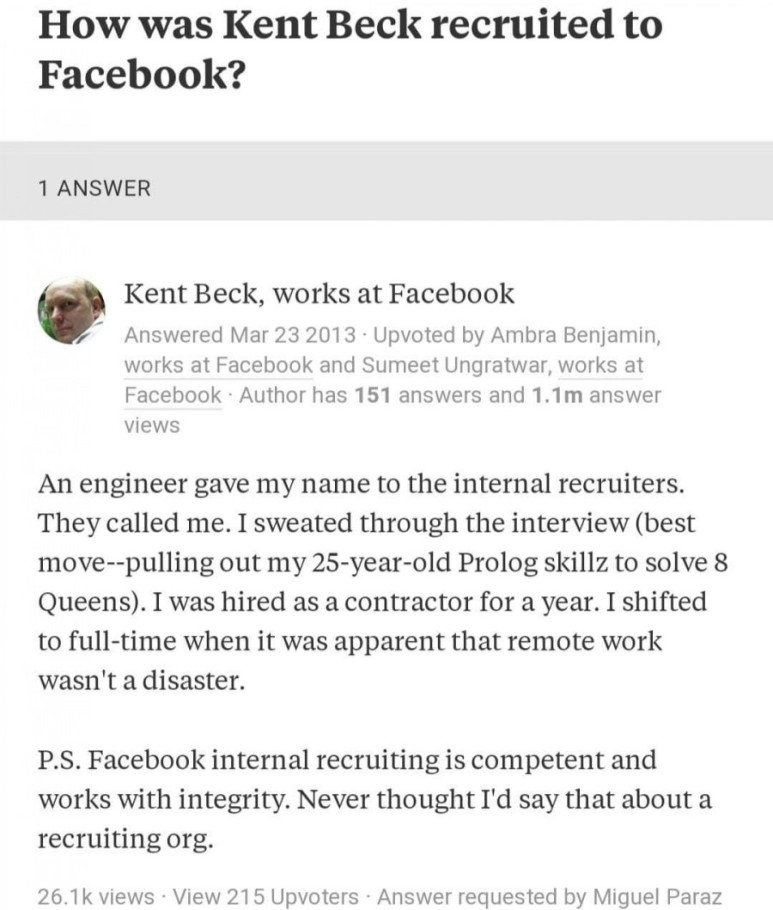 How was Kent Beck recruited to
Facebook?
1 ANSWER
Kent Beck, works at Facebook
Answered Mar 23 2013 · Upvoted by Ambra Benjamin,
works at Facebook and Sumeet Ungratwar, works at
Facebook · Author has 151 answers and 1.1m answer
views
An engineer gave my name to the internal recruiters.
They called me. I sweated through the interview (best
move--pulling out my 25-year-old Prolog skillz to solve 8
Queens). I was hired as a contractor for a year. I shifted
to full-time when it was apparent that remote work
wasn't a disaster.
P.S. Facebook internal recruiting is competent and
works with integrity. Never thought I'd say that about a
recruiting org.
26.1k views · View 215 Upvoters · Answer requested by Miguel Paraz